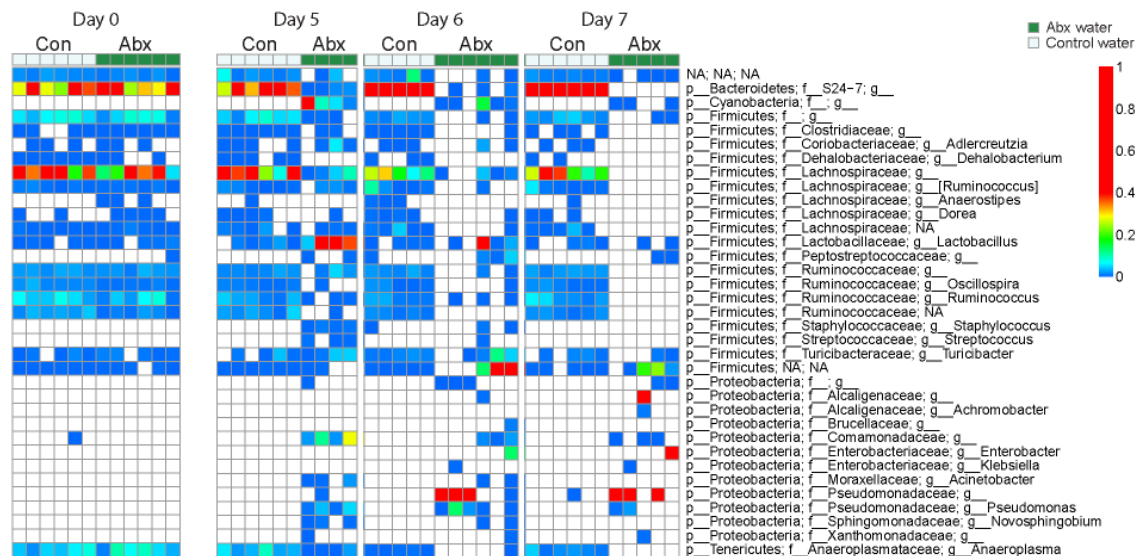 Day 0
Day 5
Day 6
Day 7
Con
Abx
Con
Abx
Con
Abx
Con
Abx
Abx water
Control water
NA; NA; NA
p__Bacteroidetes; f__S24-7; g__
p__Cyanobacteria; f__; g__
p__Firmicutes; f__; g__
p__Firmicutes; f__Clostridiaceae; g__
p__Firmicutes; f__Coriobacteriaceae; g__Adlercreutzia
p__Firmicutes; f__Dehalobacteriaceae; g__Dehalobacterium
p__Firmicutes; f__Lachnospiraceae; g__
p__Firmicutes; f__Lachnospiraceae; g__[Ruminococcus]
p__Firmicutes; f__Lachnospiraceae; g__Anaerostipes
p__Firmicutes; f__Lachnospiraceae; g__Dorea
p__Firmicutes; f__Lachnospiraceae; NA
p__Firmicutes; f__Lactobacillaceae; g__Lactobacillus
p__Firmicutes; f__Peptostreptococcaceae; g__
p__Firmicutes; f__Ruminococcaceae; g__
p__Firmicutes; f__Ruminococcaceae; g__Oscillospira
p__Firmicutes; f__Ruminococcaceae; g__Ruminococcus
p__Firmicutes; f__Ruminococcaceae; NA
p__Firmicutes; f__Staphylococcaceae; g__Staphylococcus
p__Firmicutes; f__Streptococcaceae; g__Streptococcus
p__Firmicutes; f__Turicibacteraceae; g__Turicibacter
p__Firmicutes; NA; NA
p__Proteobacteria; f__; g__
p__Proteobacteria; f__Alcaligenaceae; g__
p__Proteobacteria; f__Alcaligenaceae; g__Achromobacter
p__Proteobacteria; f__Brucellaceae; g__
p__Proteobacteria; f__Comamonadaceae; g__
p__Proteobacteria; f__Enterobacteriaceae; g__Enterobacter
p__Proteobacteria; f__Enterobacteriaceae; g__Klebsiella
p__Proteobacteria; f__Moraxellaceae; g__Acinetobacter
p__Proteobacteria; f__Pseudomonadaceae; g__
p__Proteobacteria; f__Pseudomonadaceae; g__Pseudomonas
p__Proteobacteria; f__Sphingomonadaceae; g__Novosphingobium
p__Proteobacteria; f__Xanthomonadaceae; g__
p__Tenericutes; f__Anaeroplasmataceae; g__Anaeroplasma
1
0.8
0.6
0.4
0.2
0